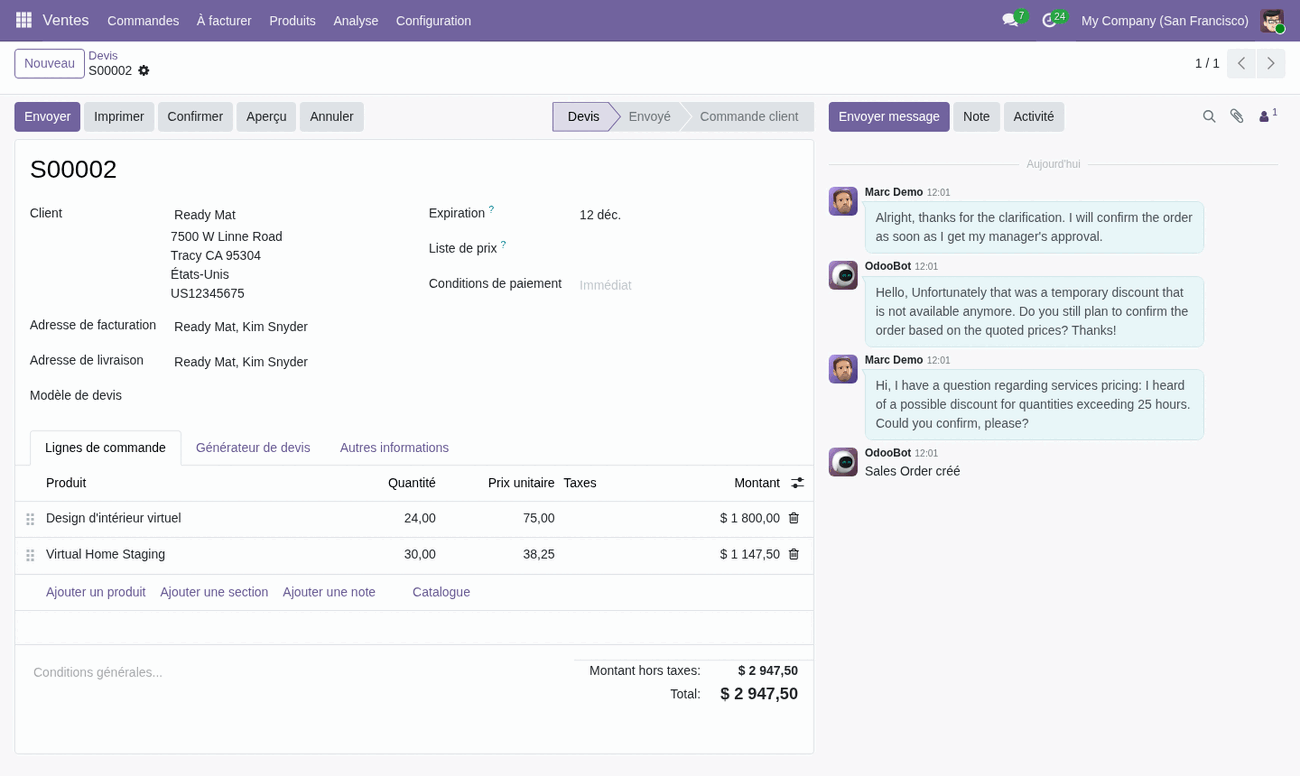 Ventes Commandes À facturer Produits Analyse Configuration 7 24 My Company (San Francisco)
Nouveau Devis 1 / 1
S00002
Envoyer Imprimer Confirmer Aperçu Annuler Devis Envoyé Commande client Envoyer message Note Activité 1
S00002
Client Ready Mat
7500 W Linne Road
Tracy CA 95304
États-Unis
US12345675
Adresse de facturation Ready Mat, Kim Snyder
Adresse de livraison Ready Mat, Kim Snyder
Modèle de devis
Expiration ? 12 déc.
Liste de prix ?
Conditions de paiement Immédiat
Lignes de commande Générateur de devis Autres informations
Produit Quantité Prix unitaire Taxes Montant
Design d'intérieur virtuel 24,00 75,00 $ 1 800,00
Virtual Home Staging 30,00 38,25 $ 1 147,50
Ajouter un produit Ajouter une section Ajouter une note Catalogue
Conditions générales...
Montant hors taxes: $ 2 947,50
Total: $ 2 947,50
Aujourd'hui
Marc Demo 12:01
Alright, thanks for the clarification. I will confirm the order
as soon as I get my manager's approval.
OdooBot 12:01
Hello, Unfortunately that was a temporary discount that
is not available anymore. Do you still plan to confirm the
order based on the quoted prices? Thanks!
Marc Demo 12:01
Hi, I have a question regarding services pricing: I heard
of a possible discount for quantities exceeding 25 hours.
Could you confirm, please?
OdooBot 12:01
Sales Order créé